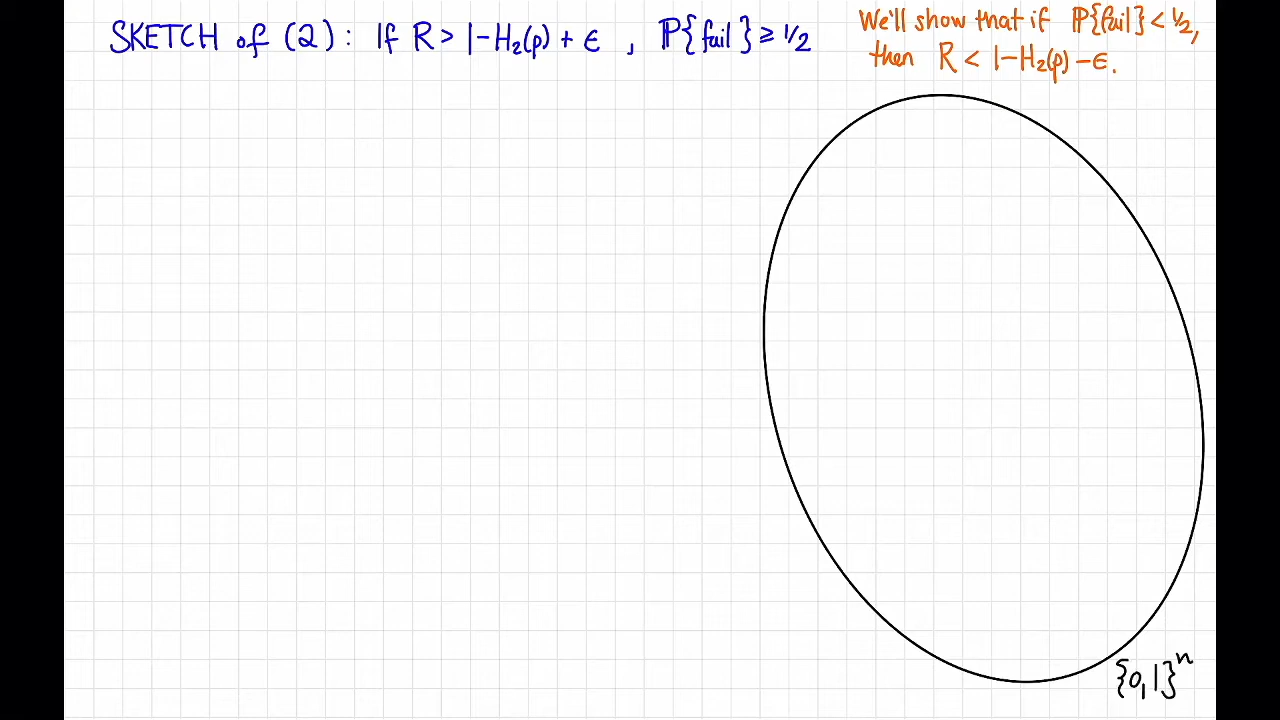 SKETCH of (2): If R > 1-H₂(p) + ϵ , ℙ{fail} ≥ 1/2
We'll show that if ℙ{fail} < 1/2,
then R < 1-H₂(p) - ϵ.
{0,1}ⁿ